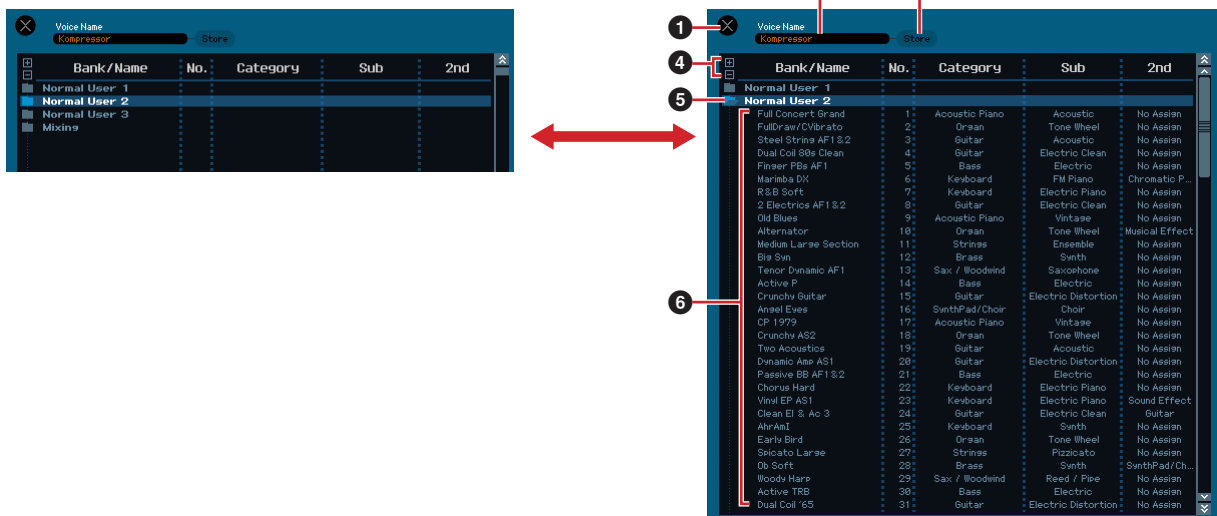 Voice Name
Kompressor Store
Bank/Name No. Category Sub 2nd
Normal User 1
Normal User 2
Normal User 3
Mixing
1
Voice Name
Kompressor Store
4
Bank/Name No. Category Sub 2nd
Normal User 1
5
Normal User 2
Full Concert Grand 1 Acoustic Piano Acoustic No Assign
FullDraw/CVibrato 2 Organ Tone Wheel No Assign
Steel String AF1&2 3 Guitar Acoustic No Assign
Dual Coil 80s Clean 4 Guitar Electric Clean No Assign
Finger PBs AF1 5 Bass Electric No Assign
Marimba DX 6 Keyboard FM Piano Chromatic P...
R&B Soft 7 Keyboard Electric Piano No Assign
2 Electrics AF1&2 8 Guitar Electric Clean No Assign
Old Blues 9 Acoustic Piano Vintage No Assign
Alternator 10 Organ Tone Wheel Musical Effect
Medium Large Section 11 Strings Ensemble No Assign
Big Syn 12 Brass Synth No Assign
Tenor Dynamic AF1 13 Sax / Woodwind Saxophone No Assign
Active P 14 Bass Electric No Assign
6
Crunchy Guitar 15 Guitar Electric Distortion No Assign
Angel Eyes 16 SynthPad/Choir Choir No Assign
CP 1979 17 Acoustic Piano Vintage No Assign
Crunchy AS2 18 Organ Tone Wheel No Assign
Two Acoustics 19 Guitar Acoustic No Assign
Dynamic Amp AS1 20 Guitar Electric Distortion No Assign
Passive BB AF1&2 21 Bass Electric No Assign
Chorus Hard 22 Keyboard Electric Piano No Assign
Vinyl EP AS1 23 Keyboard Electric Piano Sound Effect
Clean El & Ac 3 24 Guitar Electric Clean Guitar
AhrAmI 25 Keyboard Synth No Assign
Early Bird 26 Organ Tone Wheel No Assign
Spicato Large 27 Strings Pizzicato No Assign
Ob Soft 28 Brass Synth SynthPad/Ch...
Woody Harp 29 Sax / Woodwind Reed / Pipe No Assign
Active TRB 30 Bass Electric No Assign
Dual Coil '65 31 Guitar Electric Distortion No Assign